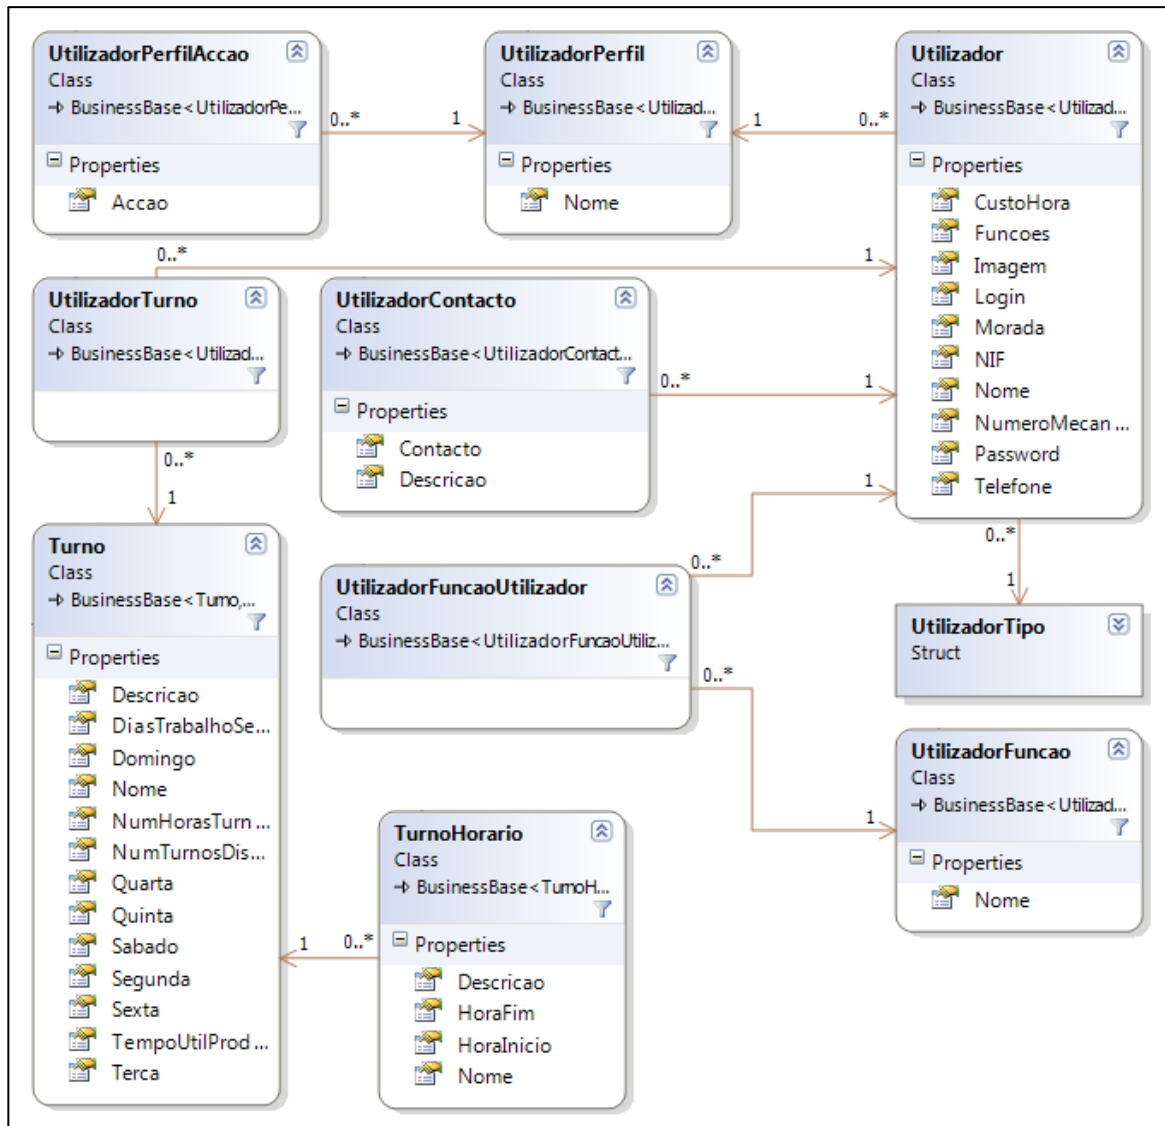 UtilizadorPerfilAccao
Class
BusinessBase<UtilizadorPe...
Properties
Accao
0..*
1
UtilizadorPerfil
Class
BusinessBase<Utilizad...
Properties
Nome
1
0..*
Utilizador
Class
BusinessBase<Utilizad...
Properties
CustoHora
Funcoes
Imagem
Login
Morada
NIF
Nome
NumeroMecan ...
Password
Telefone
0..*
1
UtilizadorTurno
Class
BusinessBase<Utilizad...
0..*
1
UtilizadorContacto
Class
BusinessBase<UtilizadorContact...
Properties
Contacto
Descricao
0..*
1
Turno
Class
BusinessBase<Turno,...
Properties
Descricao
DiasTrabalhoSe...
Domingo
Nome
NumHorasTurn ...
NumTurnosDis...
Quarta
Quinta
Sabado
Segunda
Sexta
TempoUtilProd ...
Terca
UtilizadorFuncaoUtilizador
Class
BusinessBase<UtilizadorFuncaoUtiliz...
0..*
1
0..*
1
0..*
1
UtilizadorTipo
Struct
UtilizadorFuncao
Class
BusinessBase<Utilizad...
Properties
Nome
1
0..*
TurnoHorario
Class
BusinessBase<TurnoH...
Properties
Descricao
HoraFim
HoraInicio
Nome